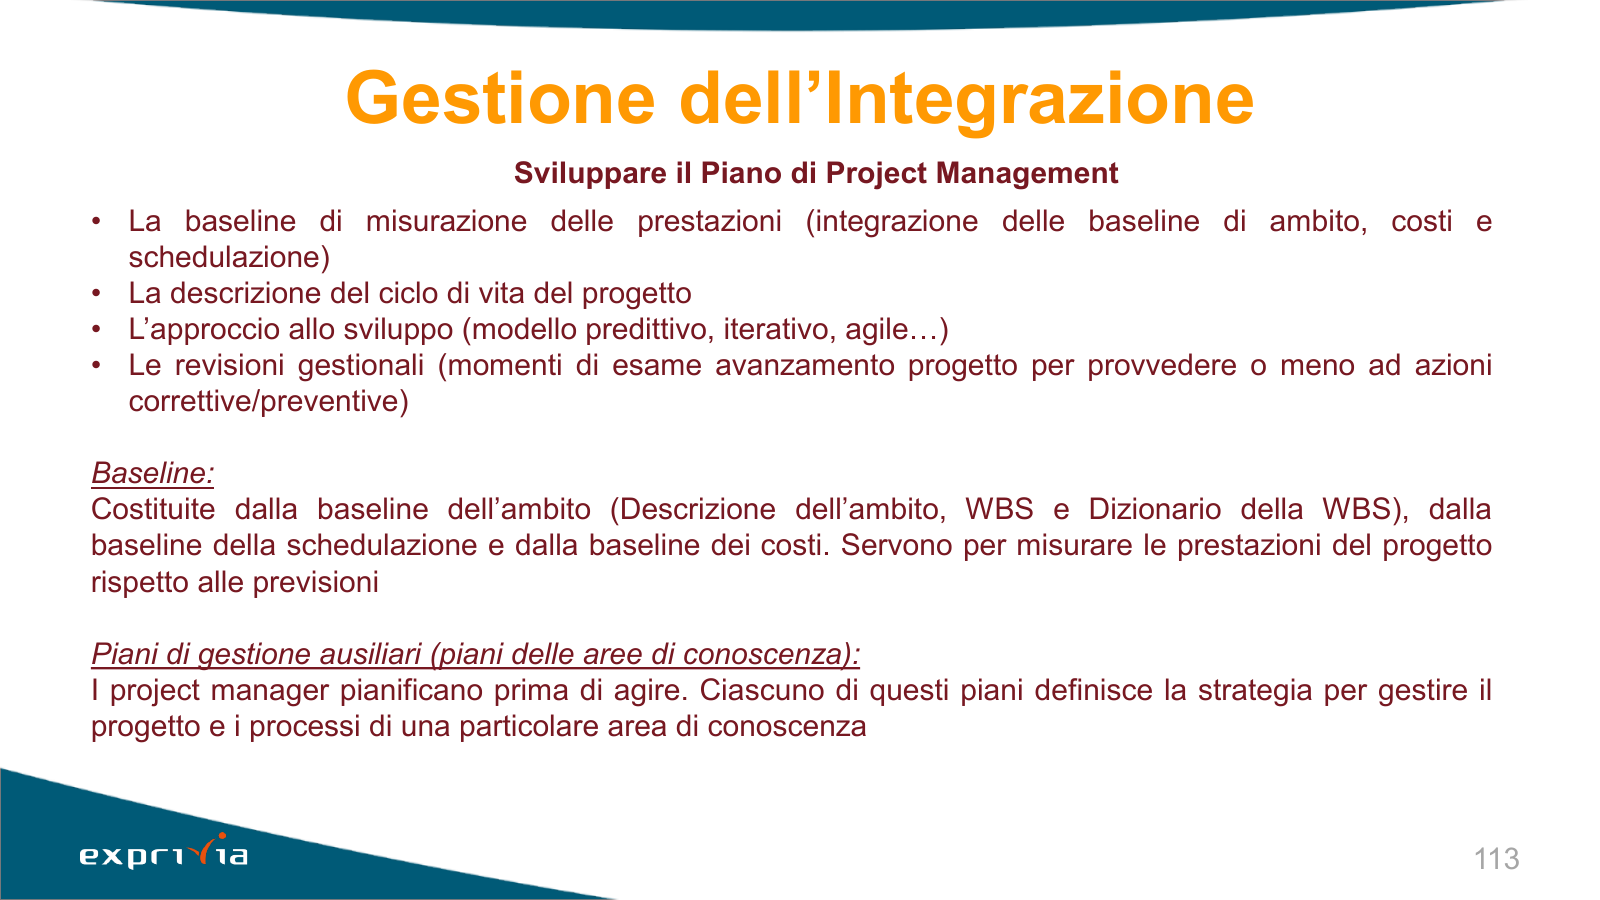 Gestione dell’Integrazione
Sviluppare il Piano di Project Management
• La baseline di misurazione delle prestazioni (integrazione delle baseline di ambito, costi e
schedulazione)
• La descrizione del ciclo di vita del progetto
• L’approccio allo sviluppo (modello predittivo, iterativo, agile…)
• Le revisioni gestionali (momenti di esame avanzamento progetto per provvedere o meno ad azioni
correttive/preventive)
Baseline:
Costituite dalla baseline dell’ambito (Descrizione dell’ambito, WBS e Dizionario della WBS), dalla
baseline della schedulazione e dalla baseline dei costi. Servono per misurare le prestazioni del progetto
rispetto alle previsioni
Piani di gestione ausiliari (piani delle aree di conoscenza):
I project manager pianificano prima di agire. Ciascuno di questi piani definisce la strategia per gestire il
progetto e i processi di una particolare area di conoscenza
exprivia
113